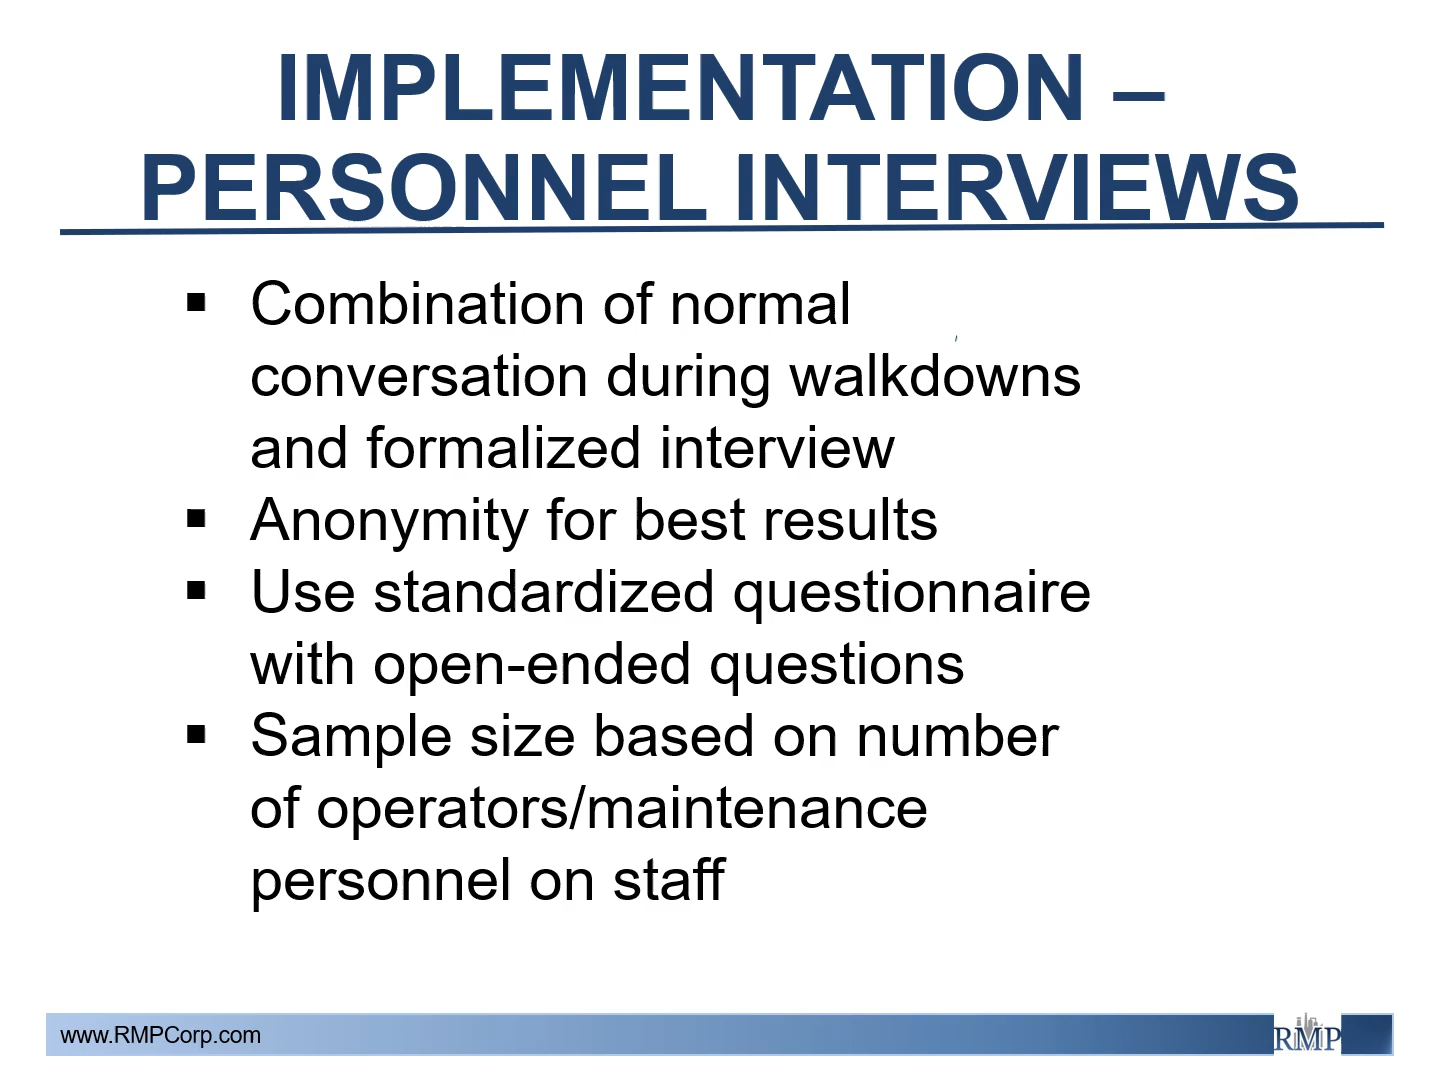 IMPLEMENTATION –
PERSONNEL INTERVIEWS
▪ Combination of normal
conversation during walkdowns
and formalized interview
▪ Anonymity for best results
▪ Use standardized questionnaire
with open-ended questions
▪ Sample size based on number
of operators/maintenance
personnel on staff
www.RMPCorp.com
RMP